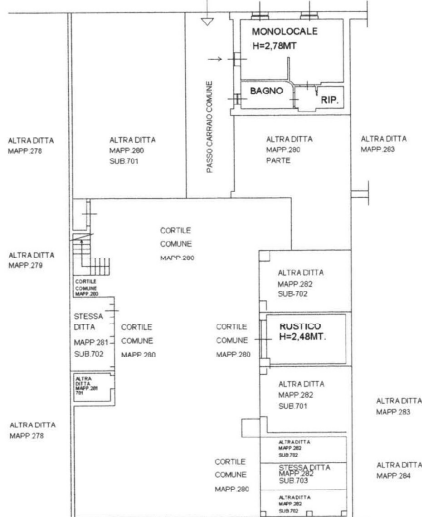 MONOLOCALE
H=2,78MT
BAGNO
RIP.
PASSO CARRAIO COMUNE
ALTRA DITTA
MAPP.278
ALTRA DITTA
MAPP.280
SUB.701
ALTRA DITTA
MAPP.280
PARTE
ALTRA DITTA
MAPP.283
CORTILE
COMUNE
MAPP.280
ALTRA DITTA
MAPP.279
CORTILE
COMUNE
MAPP.280
ALTRA DITTA
MAPP.282
SUB.702
STESSA
DITTA
MAPP.281
SUB.702
CORTILE
COMUNE
MAPP.280
CORTILE
COMUNE
MAPP.280
RUSTICO
H=2,48MT.
ALTRA
DITTA
MAPP.281
701
ALTRA DITTA
MAPP.282
SUB.701
ALTRA DITTA
MAPP.283
ALTRA DITTA
MAPP.278
ALTRA DITTA
MAPP.282
SUB.702
CORTILE
COMUNE
MAPP.280
STESSA DITTA
MAPP.282
SUB.703
ALTRA DITTA
MAPP.284
ALTRA DITTA
MAPP.282
SUB.702